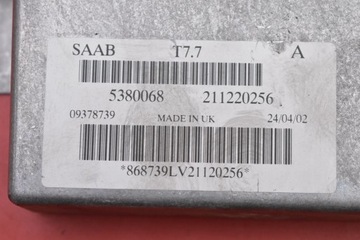 SAAB T7.7 A
5380068 211220256
09378739 MADE IN UK 24/04/02
*868739LV21120256*